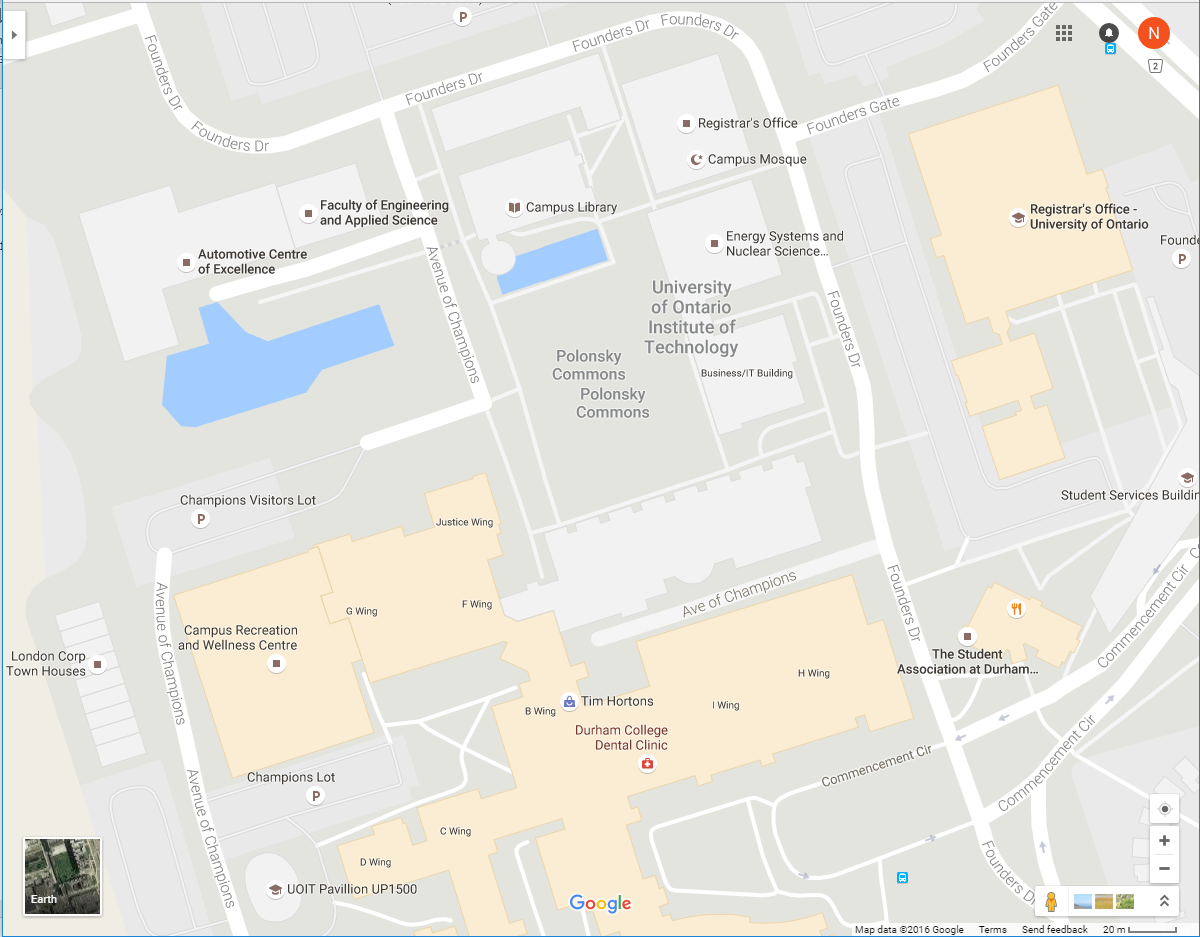 P
Founders Dr
Founders Dr
Founders Gate
N
2
Founders Dr
Founders Dr
Founders Gate
Founders Dr
Registrar's Office
Campus Mosque
Faculty of Engineering
and Applied Science
Campus Library
Registrar's Office -
University of Ontario
Energy Systems and
Nuclear Science...
Founde
P
Automotive Centre
of Excellence
Avenue of Champions
University
of Ontario
Institute of
Technology
Founders Dr
Polonsky
Commons
Polonsky
Commons
Business/IT Building
Champions Visitors Lot
P
Student Services Buildin
Justice Wing
Avenue of Champions
G Wing
F Wing
Ave of Champions
Founders Dr
Commencement Cir
C
Campus Recreation
and Wellness Centre
London Corp
Town Houses
The Student
Association at Durham...
H Wing
I Wing
Tim Hortons
B Wing
Durham College
Dental Clinic
Commencement Cir
Commencement Cir
Champions Lot
P
Avenue of Champions
C Wing
D Wing
Founders Dr
UOIT Pavillion UP1500
Earth
Google
+
−
Map data ©2016 Google Terms Send feedback 20 m